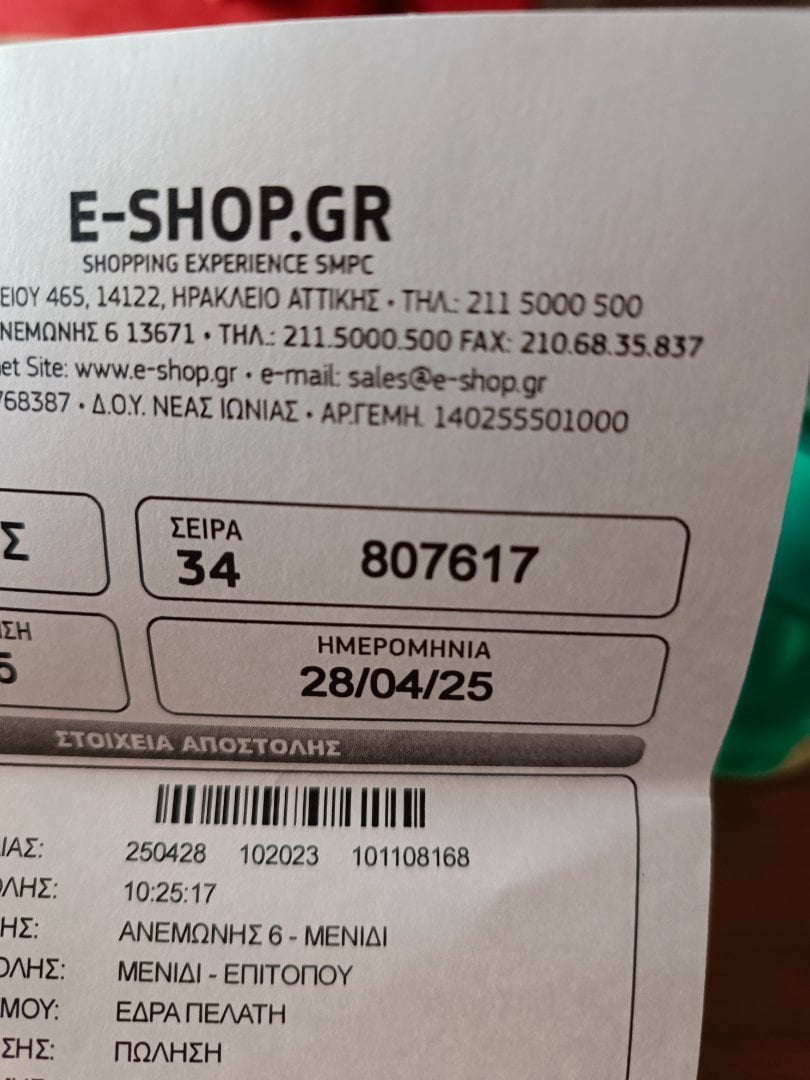 E-SHOP.GR
SHOPPING EXPERIENCE SMPC
ΕΙΟΥ 465, 14122, ΗΡΑΚΛΕΙΟ ΑΤΤΙΚΗΣ • ΤΗΛ.: 211 5000 500
ΝΕΜΩΝΗΣ 6 13671 • ΤΗΛ.: 211.5000.500 FAX: 210.68.35.837
et Site: www.e-shop.gr • e-mail: sales@e-shop.gr
768387 • Δ.Ο.Υ. ΝΕΑΣ ΙΩΝΙΑΣ • ΑΡ.ΓΕΜΗ. 140255501000
Σ
ΣΕΙΡΑ
34 807617
ΙΣΗ
5
ΗΜΕΡΟΜΗΝΙΑ
28/04/25
ΣΤΟΙΧΕΙΑ ΑΠΟΣΤΟΛΗΣ
ΙΑΣ: 250428 102023 101108168
ΟΛΗΣ: 10:25:17
ΗΣ: ΑΝΕΜΩΝΗΣ 6 - ΜΕΝΙΔΙ
ΟΛΗΣ: ΜΕΝΙΔΙ - ΕΠΙΤΟΠΟΥ
ΜΟΥ: ΕΔΡΑ ΠΕΛΑΤΗ
ΣΗΣ: ΠΩΛΗΣΗ